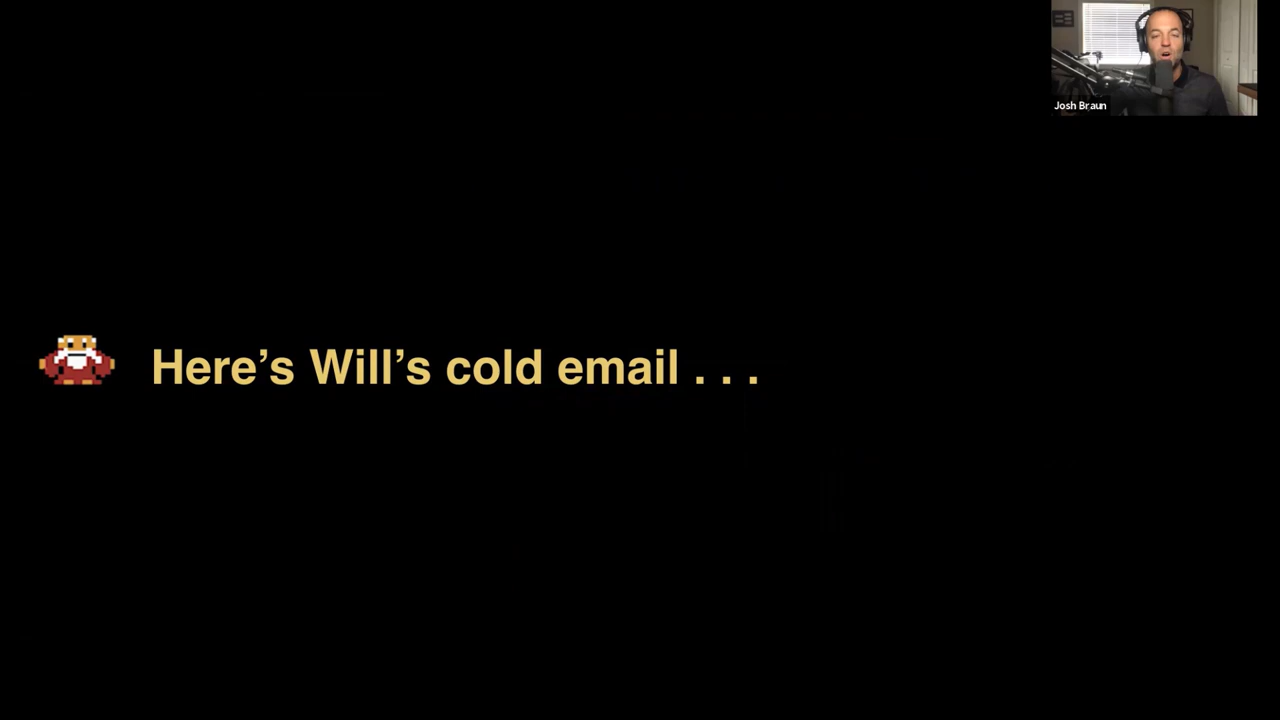 Josh Braun
Here’s Will’s cold email . . .